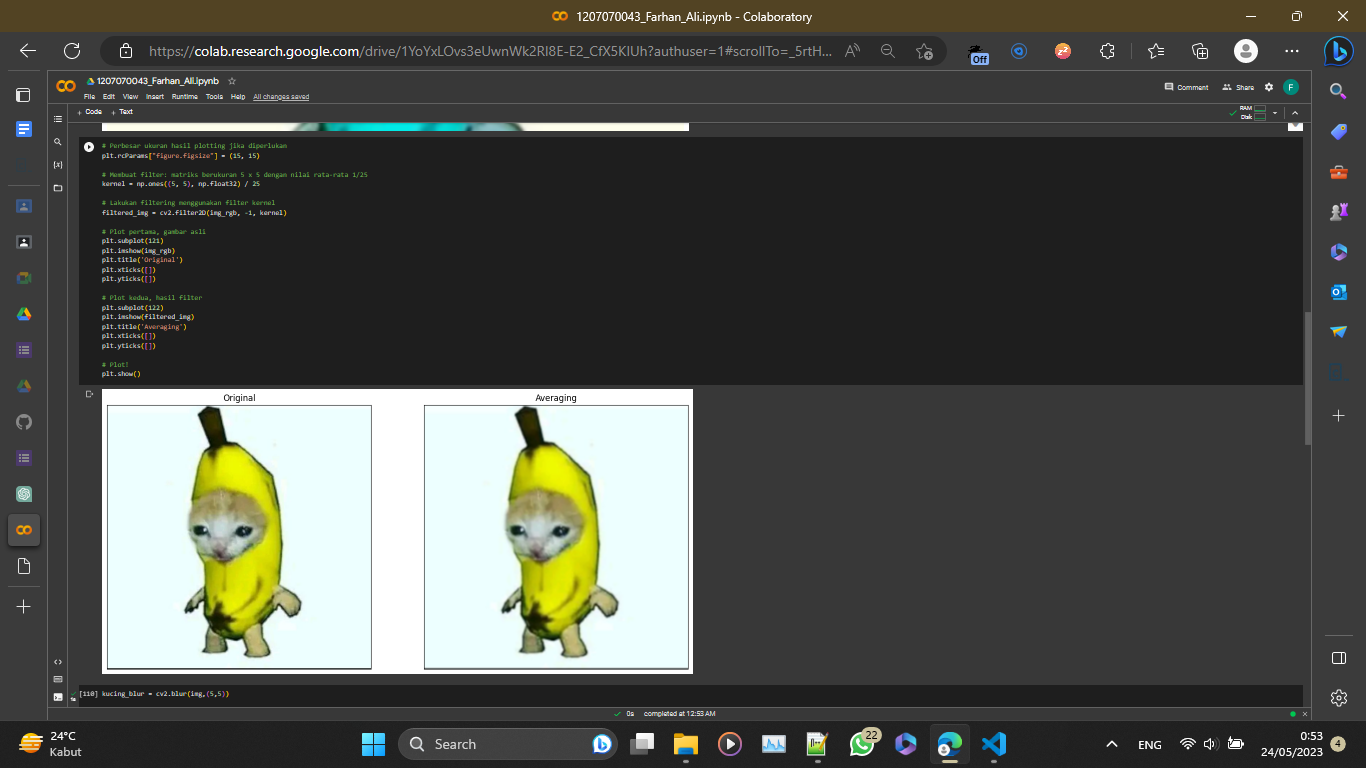 1207070043_Farhan_Ali.ipynb - Colaboratory
https://colab.research.google.com/drive/1YoYxLOvs3eUwnWk2Rl8E-E2_CfX5KIUh?authuser=1#scrollTo=_5rtH...
Off
1207070043_Farhan_Ali.ipynb
File Edit View Insert Runtime Tools Help All changes saved
Comment Share F
+ Code + Text
RAM
Disk
# Perbesar ukuran hasil plotting jika diperlukan
plt.rcParams["figure.figsize"] = (15, 15)
# Membuat filter: matriks berukuran 5 x 5 dengan nilai rata-rata 1/25
kernel = np.ones((5, 5), np.float32) / 25
# Lakukan filtering menggunakan filter kernel
filtered_img = cv2.filter2D(img_rgb, -1, kernel)
# Plot pertama, gambar asli
plt.subplot(121)
plt.imshow(img_rgb)
plt.title('Original')
plt.xticks([])
plt.yticks([])
# Plot kedua, hasil filter
plt.subplot(122)
plt.imshow(filtered_img)
plt.title('Averaging')
plt.xticks([])
plt.yticks([])
# Plot!
plt.show()
Original Averaging
[110] kucing_blur = cv2.blur(img,(5,5))
0s completed at 12:53 AM
24°C
Kabut
Search
22
ENG
0:53
24/05/2023
4